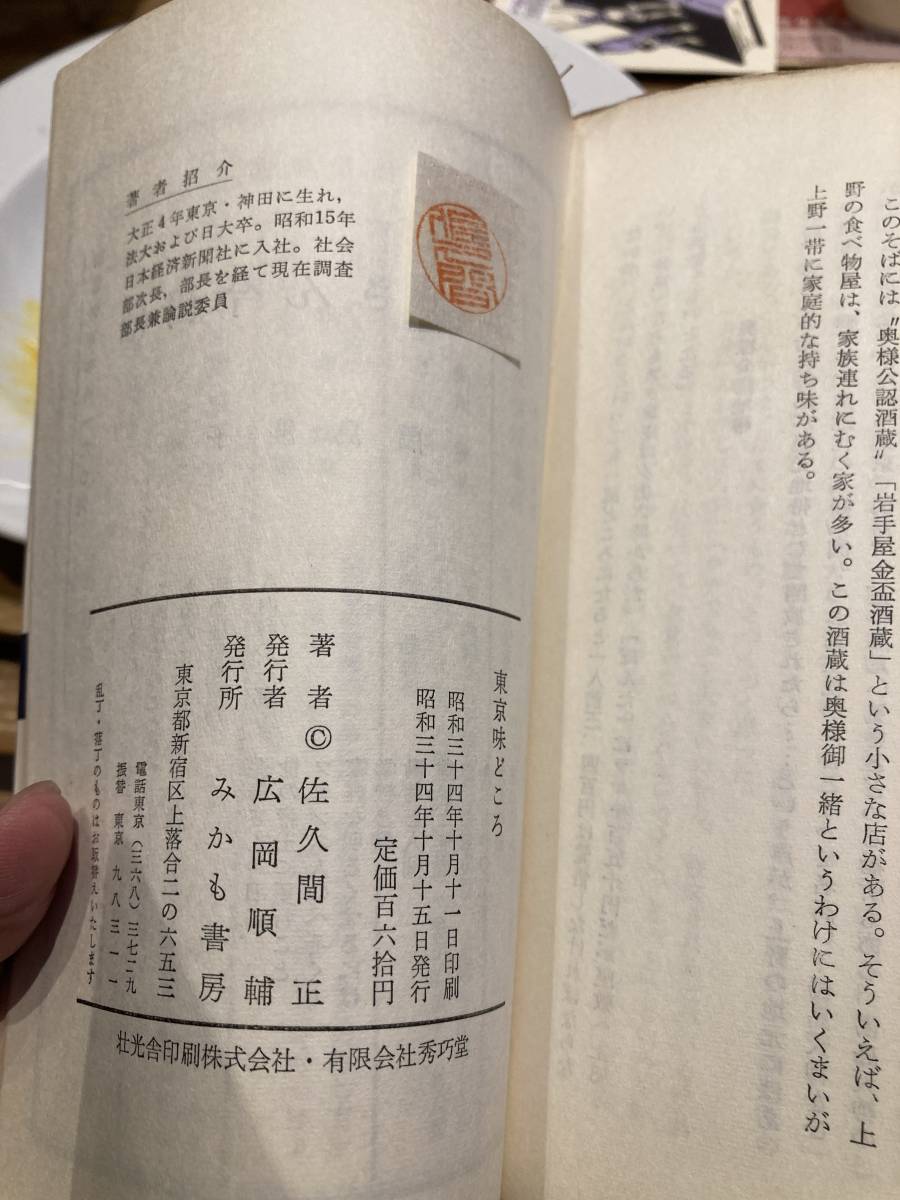 このそばには〝奥様公認酒蔵〟「岩手屋金盃酒蔵」という小さな店がある。そういえば、上
野の食べ物屋は、家族連れにむく家が多い。この酒蔵は奥様御一緒というわけにはいくまいが
上野一帯に家庭的な持ち味がある。
著者招介
大正4年東京・神田に生れ,
法大および日大卒。昭和15年
日本経済新聞社に入社。社会
部次長,部長を経て現在調査
部長兼論説委員
東京味どころ
昭和三十四年十月十一日印刷
昭和三十四年十月十五日発行
定価百六拾円
著者©佐久間正
発行者 広岡順輔
発行所 みかも書房
東京都新宿区上落合二の六五三
電話東京(三六八)三七二九
振替 東京 九八三一一
乱丁・落丁のものはお取替えいたします
壮光舎印刷株式会社・有限会社秀巧堂